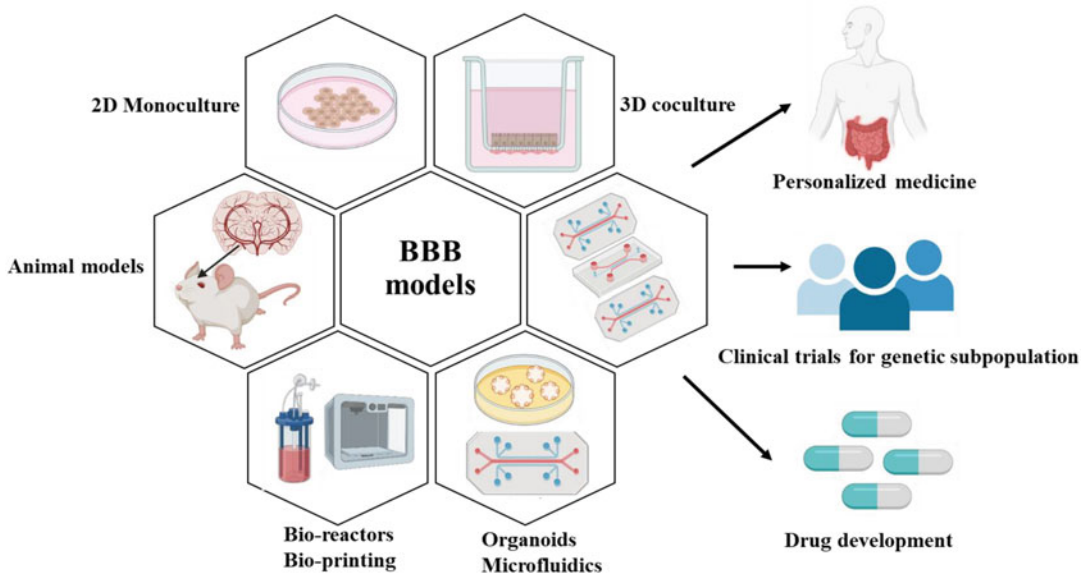 2D Monoculture
3D coculture
Personalized medicine
Animal models
BBB
models
Clinical trials for genetic subpopulation
Bio-reactors
Bio-printing
Organoids
Microfluidics
Drug development